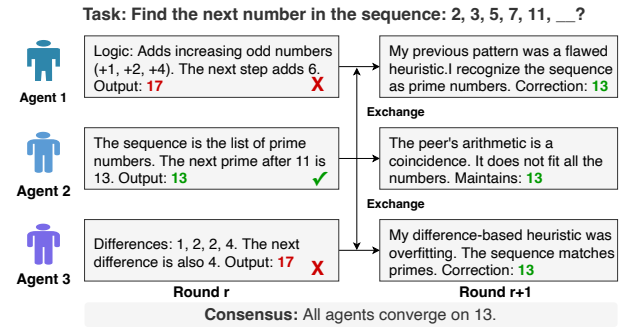 Task: Find the next number in the sequence: 2, 3, 5, 7, 11, __?
Agent 1
Logic: Adds increasing odd numbers
(+1, +2, +4). The next step adds 6.
Output: 17 X
My previous pattern was a flawed
heuristic.I recognize the sequence
as prime numbers. Correction: 13
Exchange
Agent 2
The sequence is the list of prime
numbers. The next prime after 11 is
13. Output: 13 ✓
The peer's arithmetic is a
coincidence. It does not fit all the
numbers. Maintains: 13
Exchange
Agent 3
Differences: 1, 2, 2, 4. The next
difference is also 4. Output: 17 X
My difference-based heuristic was
overfitting. The sequence matches
primes. Correction: 13
Round r
Round r+1
Consensus: All agents converge on 13.